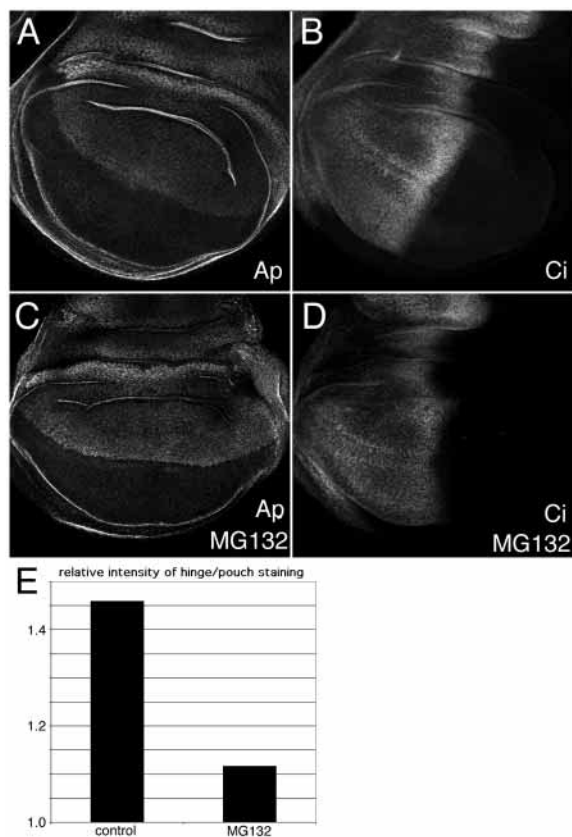 A
B
Ap
Ci
C
D
Ap
MG132
Ci
MG132
E
relative intensity of hinge/pouch staining
1.4
1.2
1.0
control
MG132